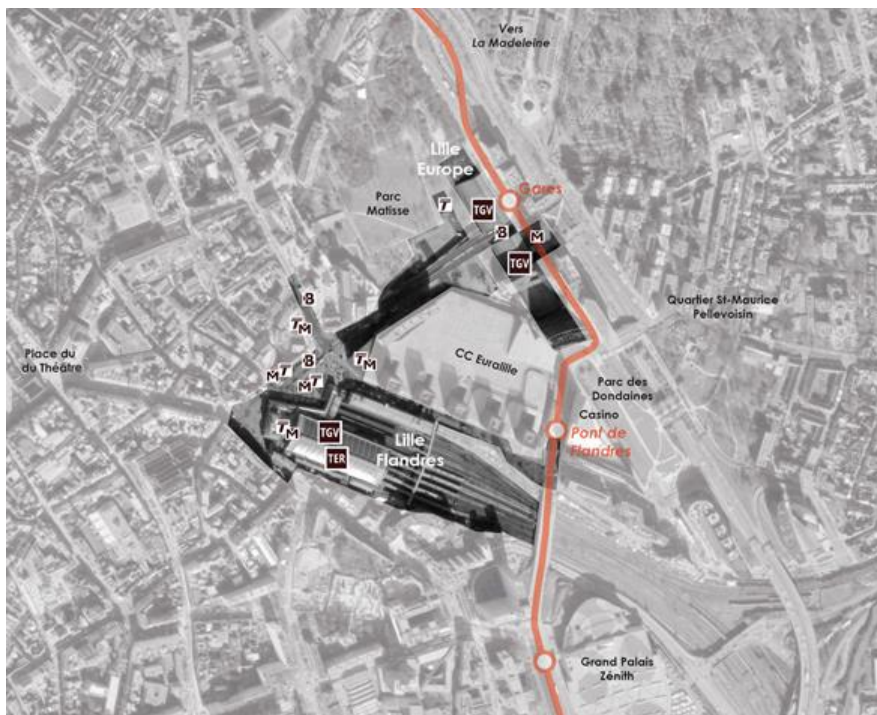 Vers
La Madeleine
Lille
Europe
Gares
Parc
Matisse
T
TGV
B
M
TGV
Quartier St-Maurice
Pellevoisin
B
T
M
Place du
du Théâtre
B
T
M
M
T
M
T
CC Euralille
Parc des
Dondaines
Casino
Pont de
Flandres
T
M
TGV
Lille
Flandres
TER
Grand Palais
Zénith